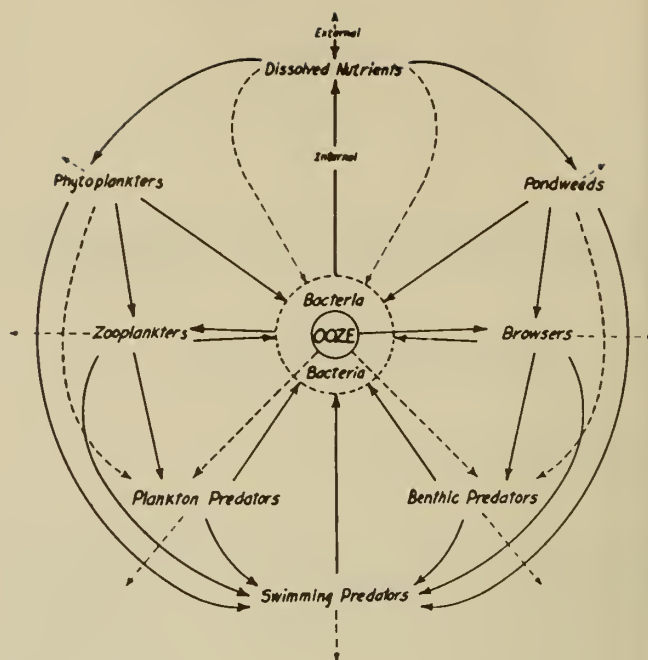 External
Dissolved Nutrients
Internal
Phytoplankters
Pondweeds
Bacteria
Zooplankters
OOZE
Browsers
Bacteria
Plankton Predators
Benthic Predators
Swimming Predators